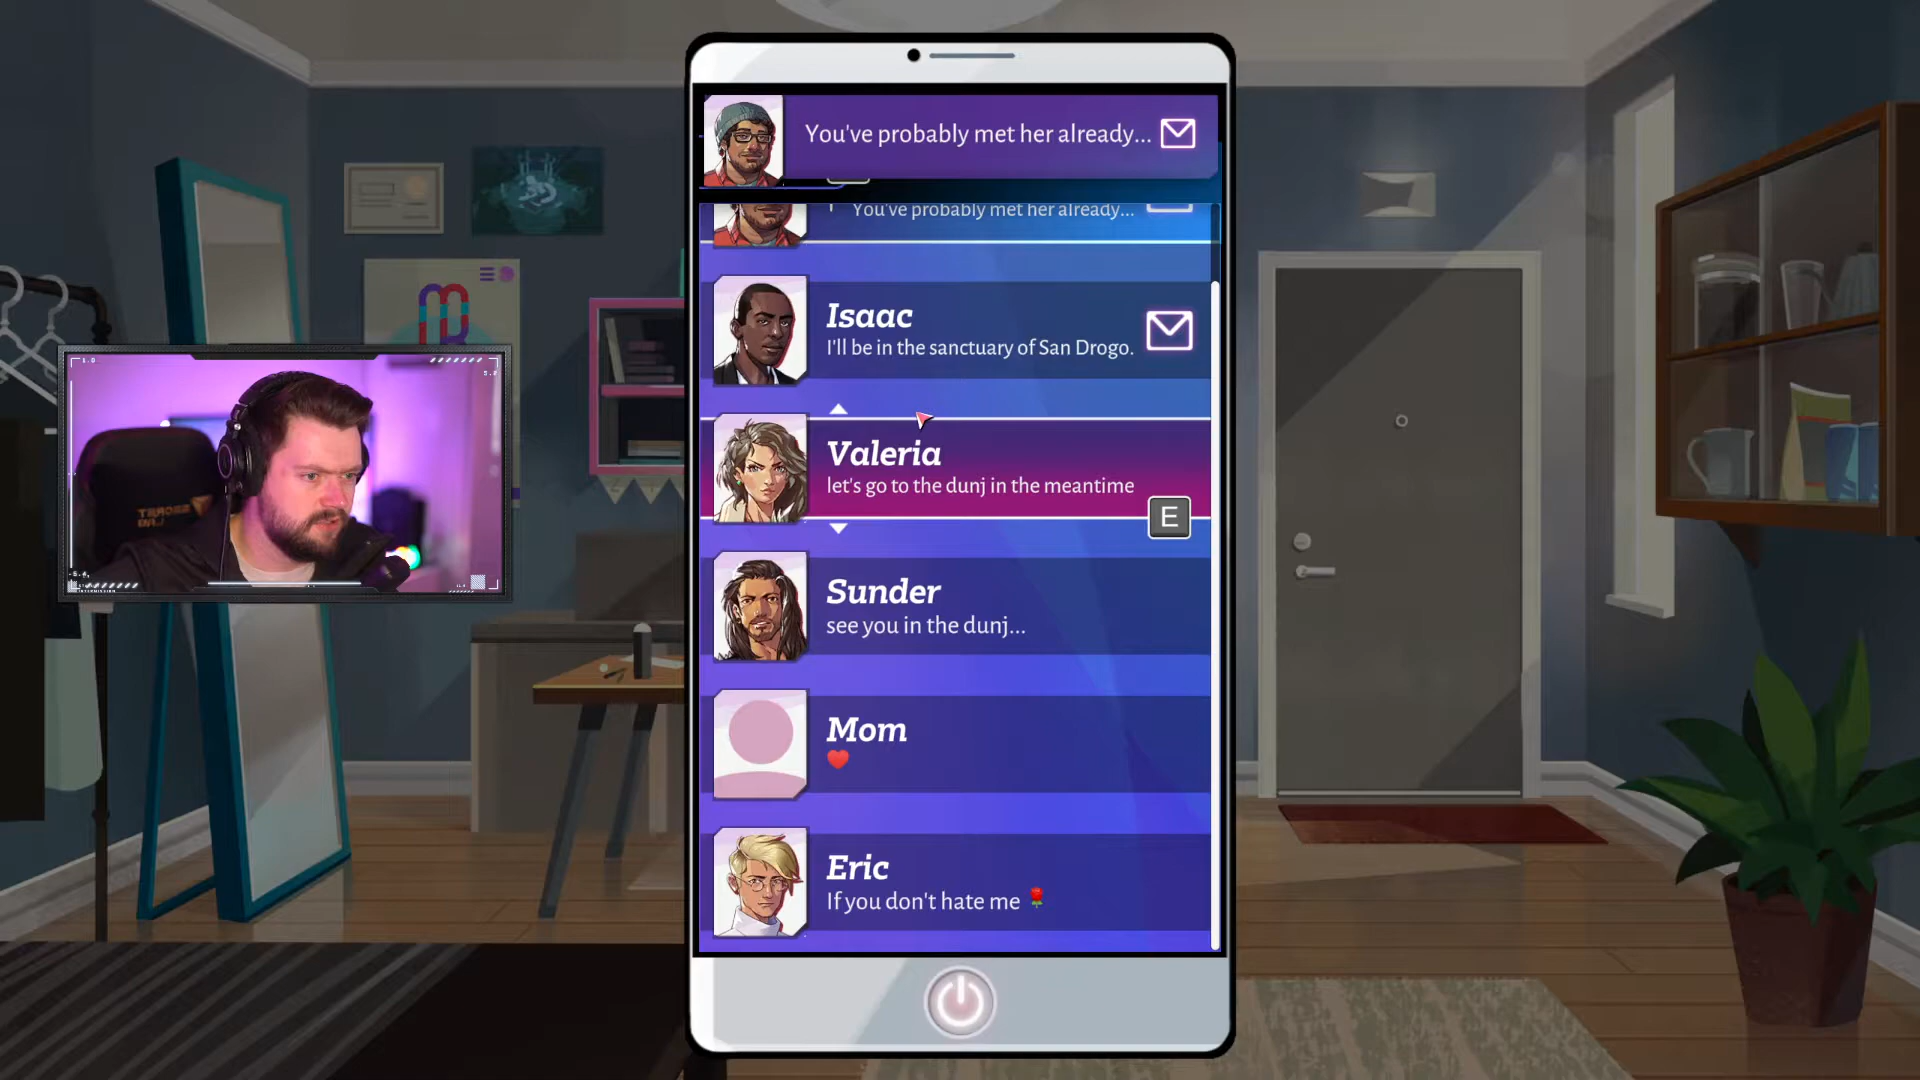 You've probably met her already...
You've probably met her already...
Isaac
I'll be in the sanctuary of San Drogo.
Valeria
let's go to the dunj in the meantime
E
Sunder
see you in the dunj...
Mom
Eric
If you don't hate me